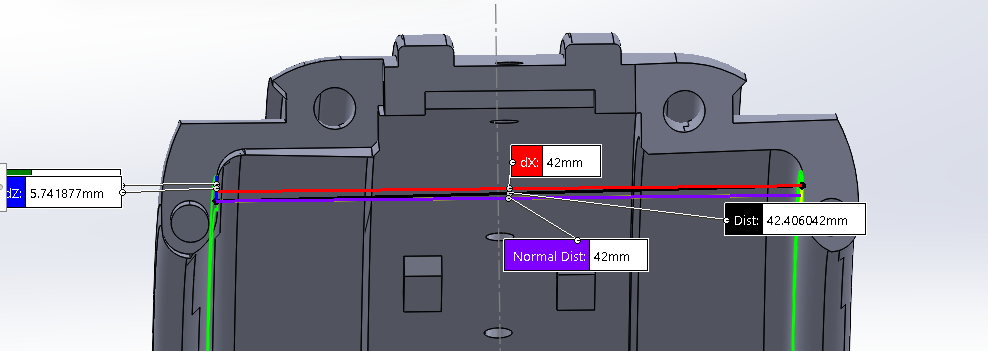 dX: 42mm
dZ: 5.741877mm
Dist: 42.406042mm
Normal Dist: 42mm